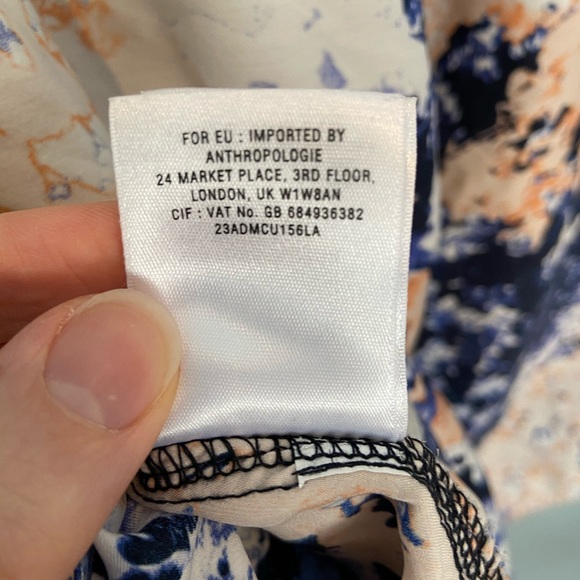 FOR EU : IMPORTED BY
ANTHROPOLOGIE
24 MARKET PLACE, 3RD FLOOR,
LONDON, UK W1W8AN
CIF : VAT No. GB 684936382
23ADMCU156LA